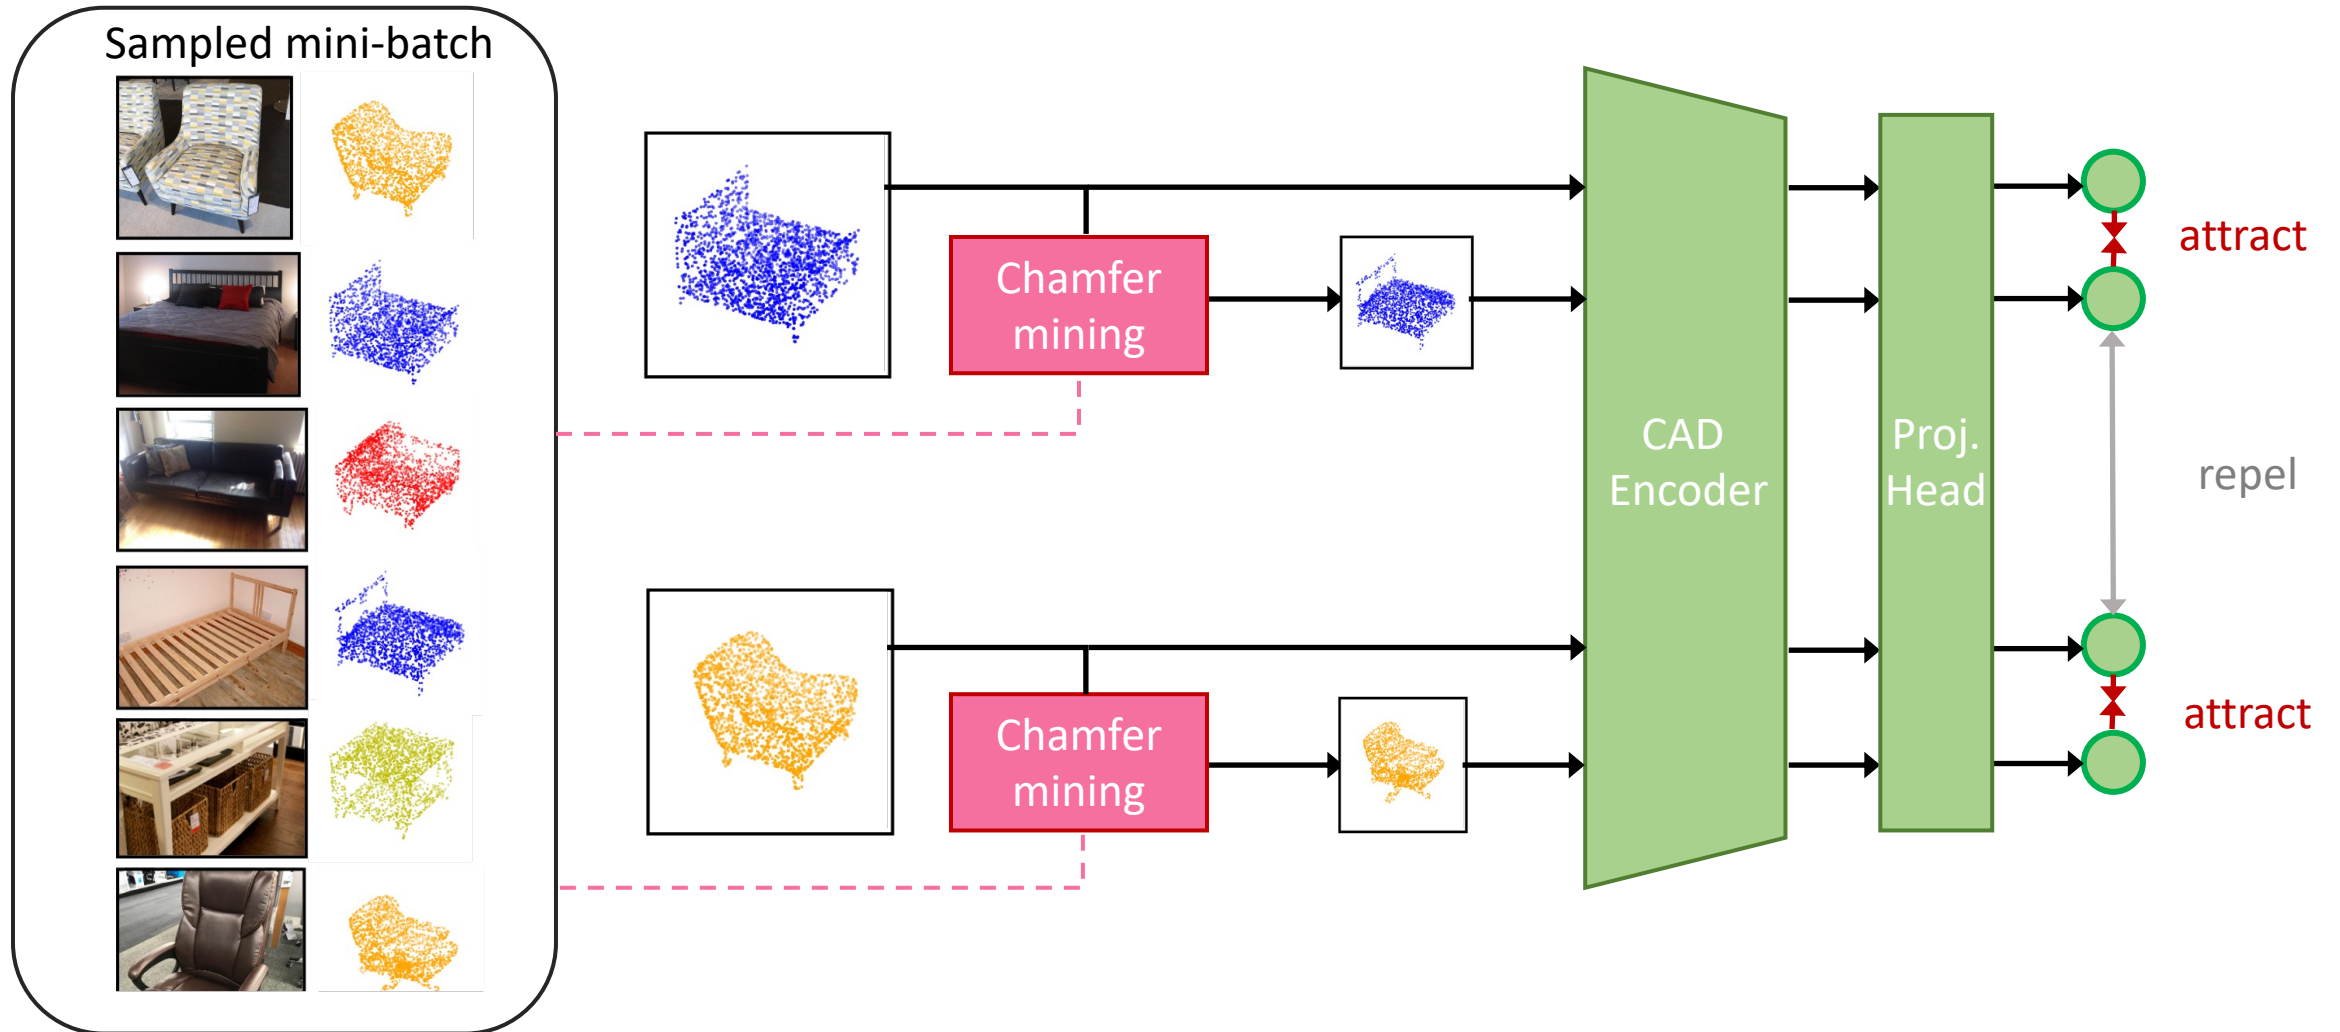 Sampled mini-batch
Chamfer
mining
attract
CAD
Encoder
Proj.
Head
repel
Chamfer
mining
attract